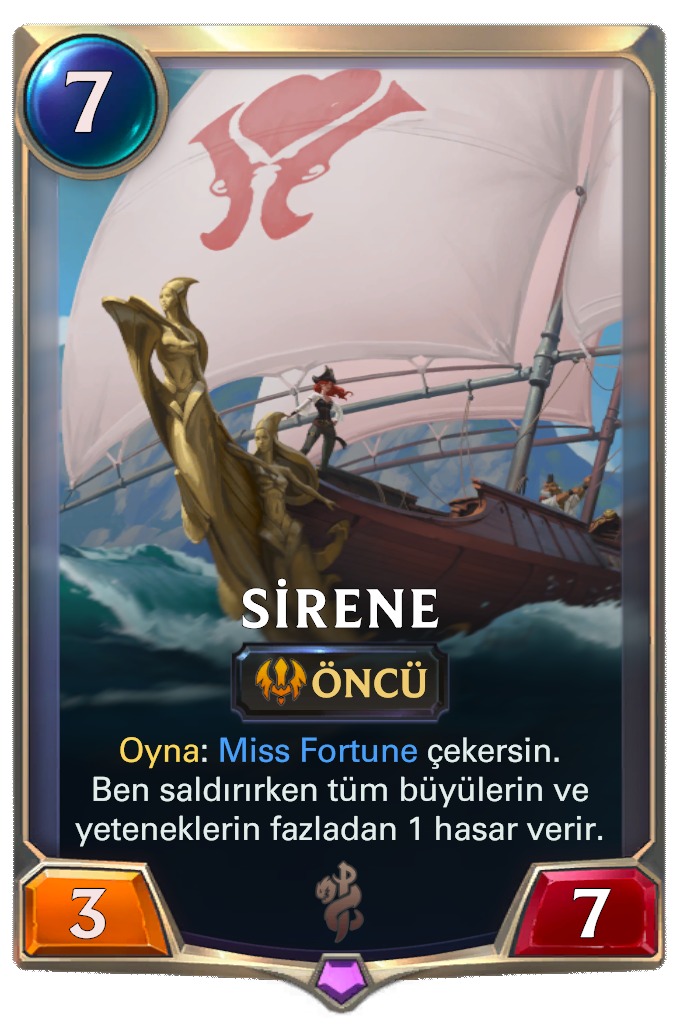 7
SİRENE
ÖNCÜ
Oyna: Miss Fortune çekersin.
Ben saldırırken tüm büyülerin ve
yeteneklerin fazladan 1 hasar verir.
3
7